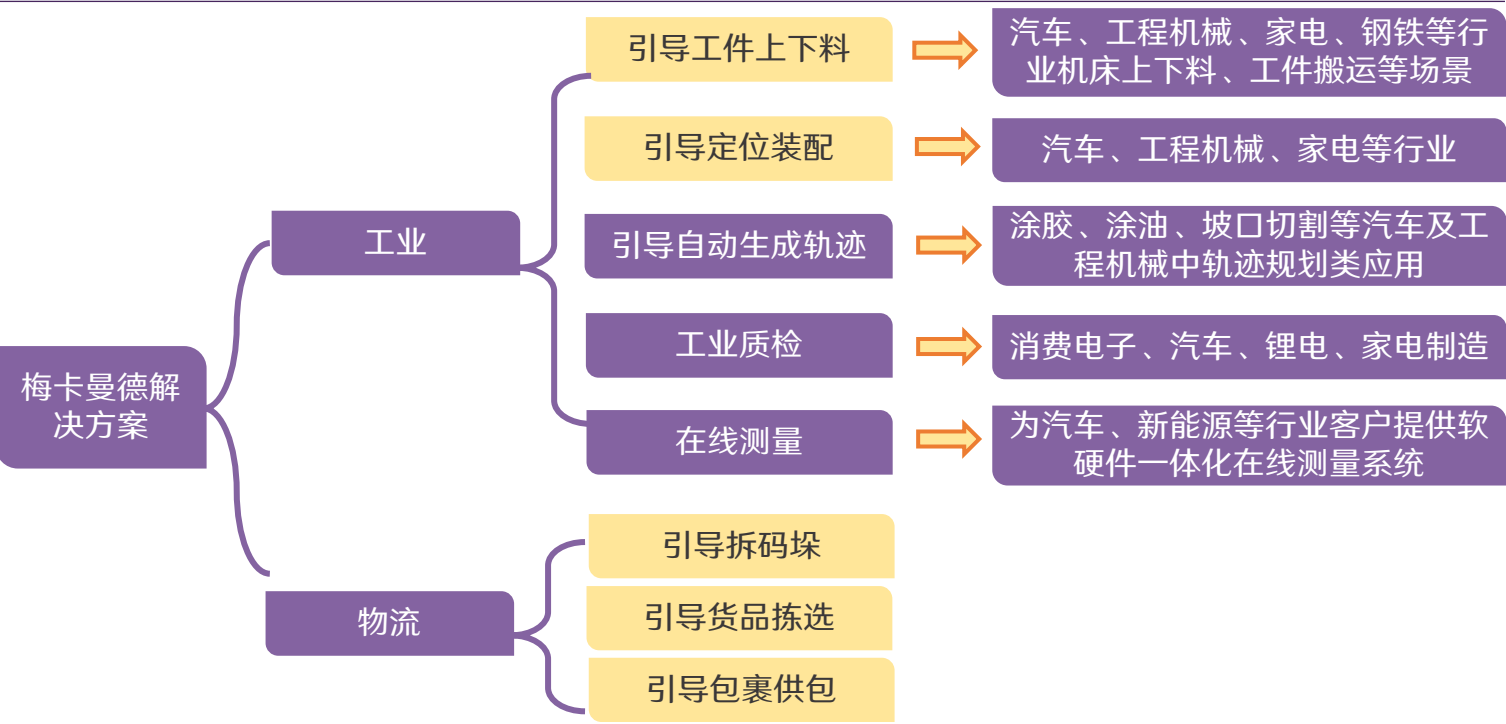 引导工件上下料
汽车、工程机械、家电、钢铁等行
业机床上下料、工件搬运等场景
引导定位装配
汽车、工程机械、家电等行业
工业
引导自动生成轨迹
涂胶、涂油、坡口切割等汽车及工
程机械中轨迹规划类应用
工业质检
消费电子、汽车、锂电、家电制造
梅卡曼德解
决方案
在线测量
为汽车、新能源等行业客户提供软
硬件一体化在线测量系统
引导拆码垛
物流
引导货品拣选
引导包裹供包